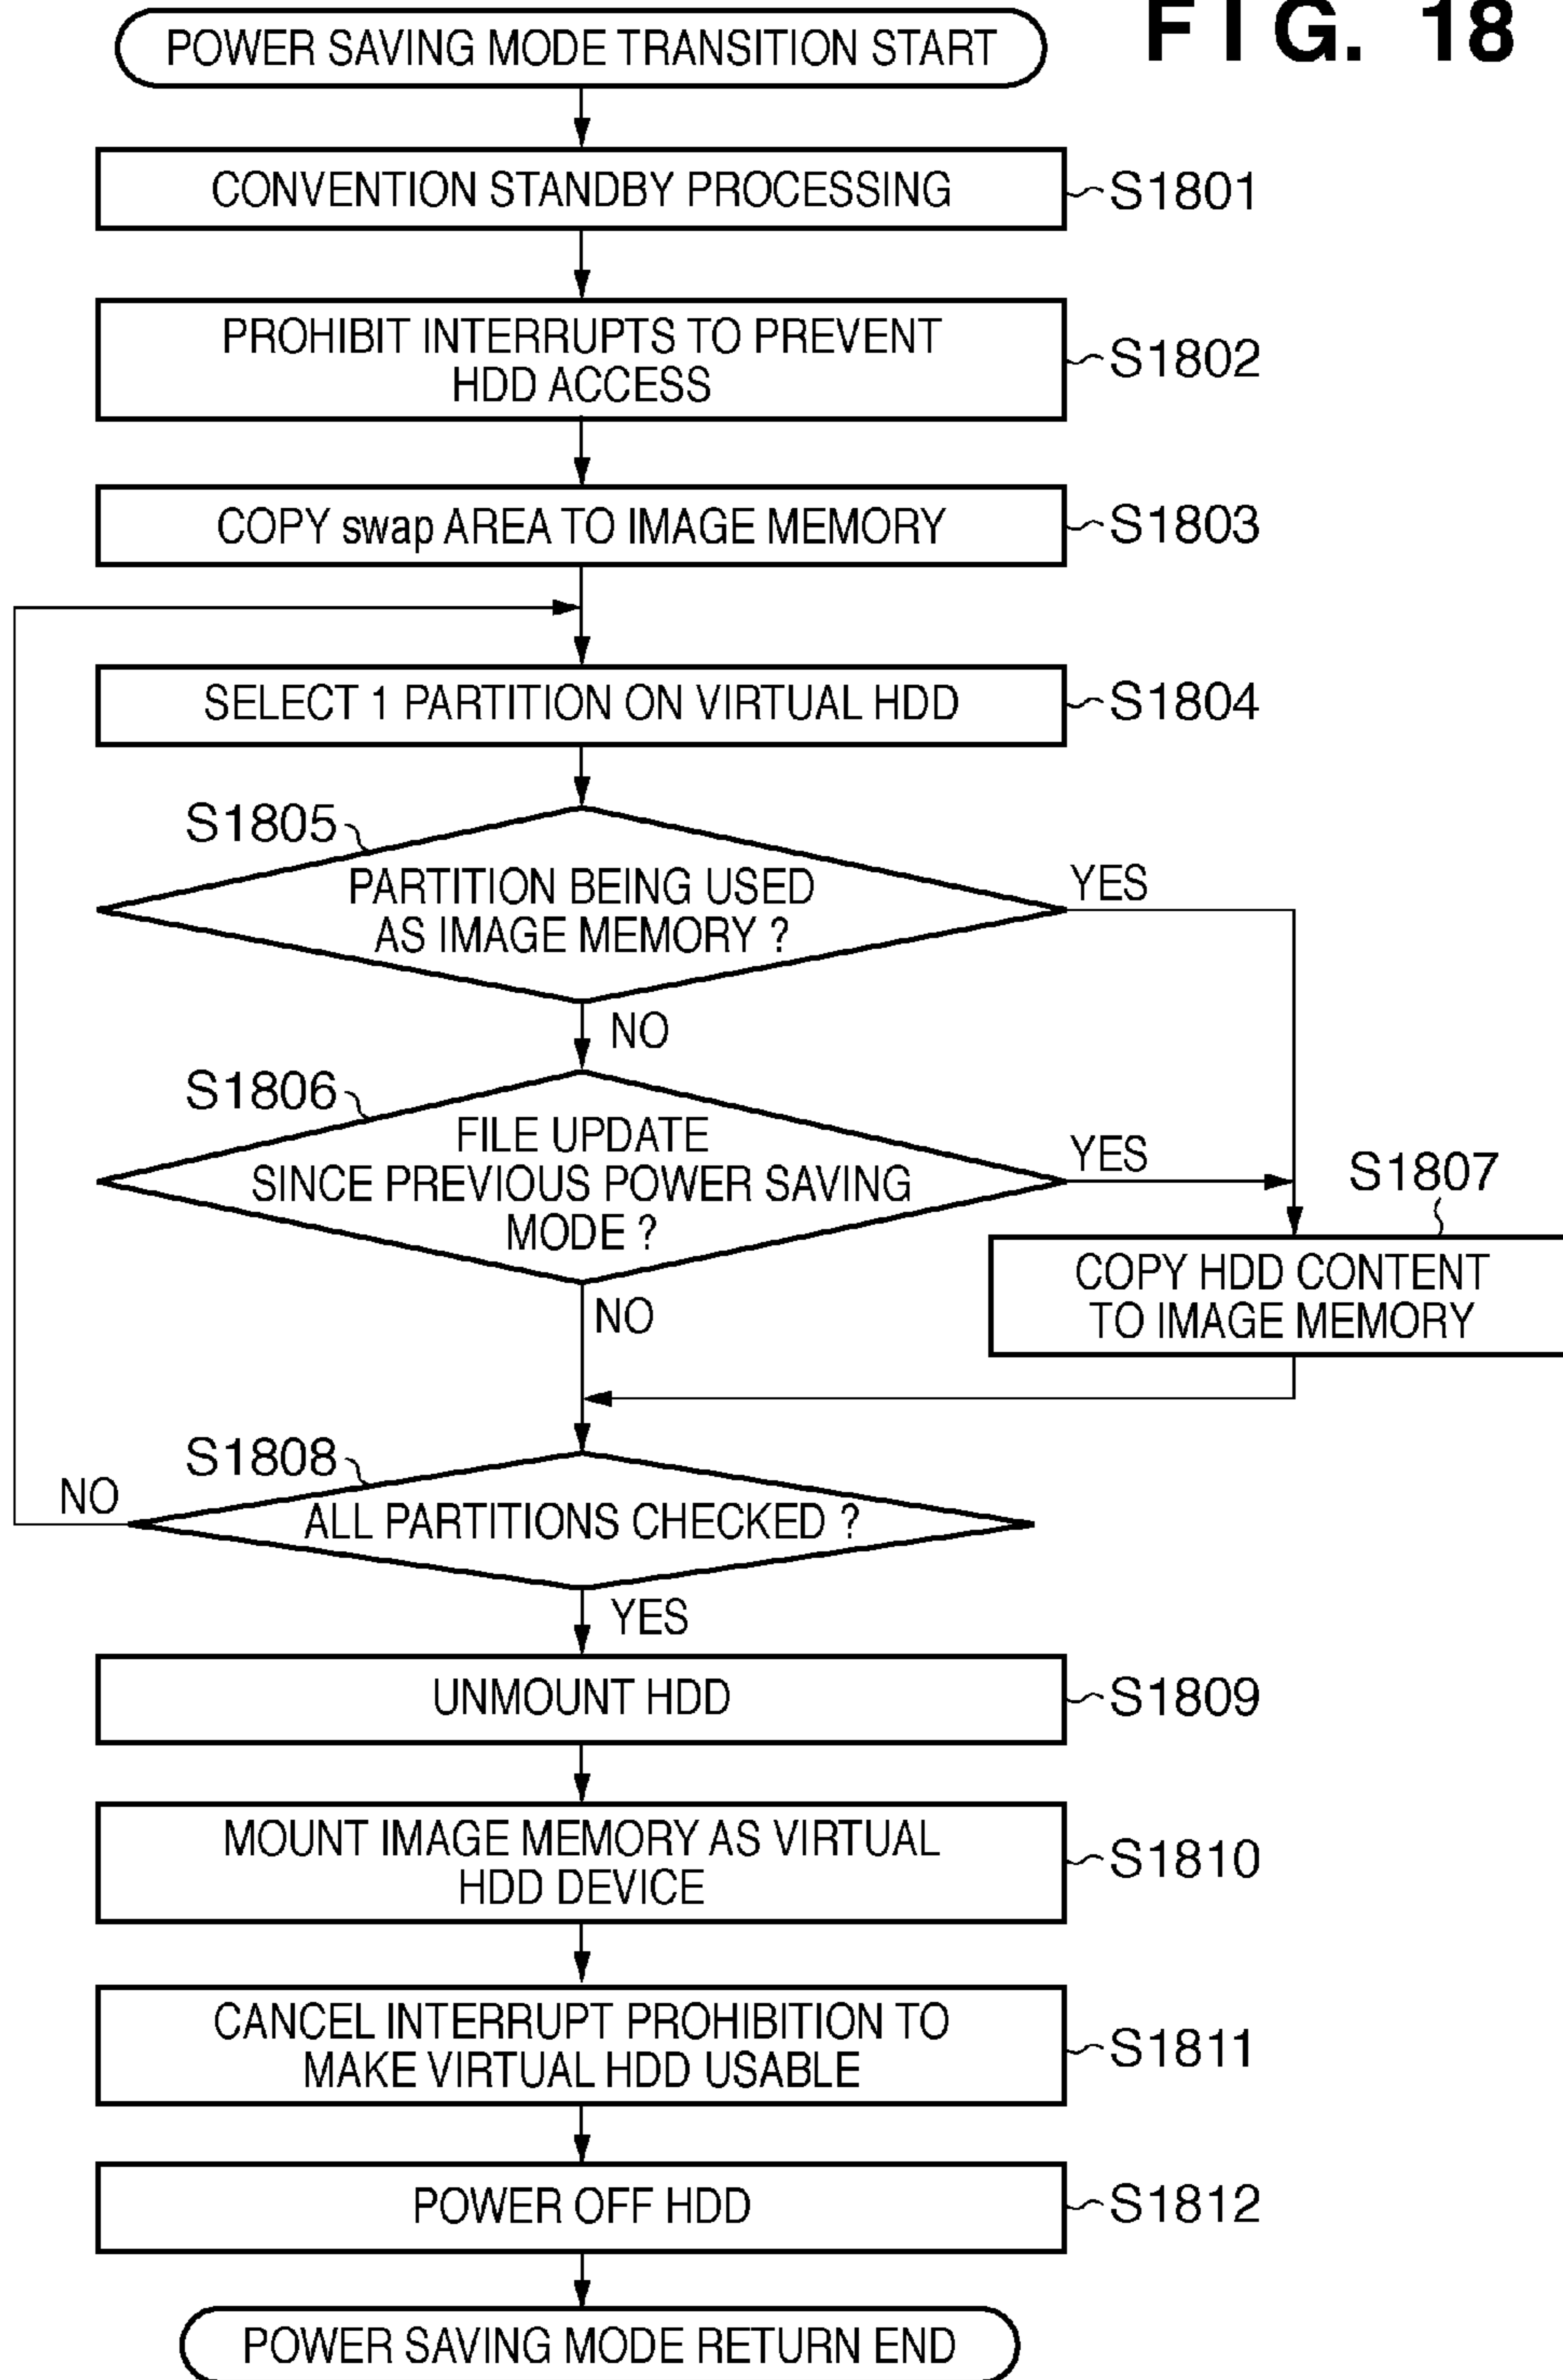 FIG. 18
POWER SAVING MODE TRANSITION START
CONVENTION STANDBY PROCESSING
S1801
PROHIBIT INTERRUPTS TO PREVENT
HDD ACCESS
S1802
COPY swap AREA TO IMAGE MEMORY
S1803
SELECT 1 PARTITION ON VIRTUAL HDD
S1804
S1805
PARTITION BEING USED
AS IMAGE MEMORY ?
YES
NO
S1806
FILE UPDATE
SINCE PREVIOUS POWER SAVING
MODE ?
YES
NO
S1807
COPY HDD CONTENT
TO IMAGE MEMORY
S1808
ALL PARTITIONS CHECKED ?
NO
YES
UNMOUNT HDD
S1809
MOUNT IMAGE MEMORY AS VIRTUAL
HDD DEVICE
S1810
CANCEL INTERRUPT PROHIBITION TO
MAKE VIRTUAL HDD USABLE
S1811
POWER OFF HDD
S1812
POWER SAVING MODE RETURN END